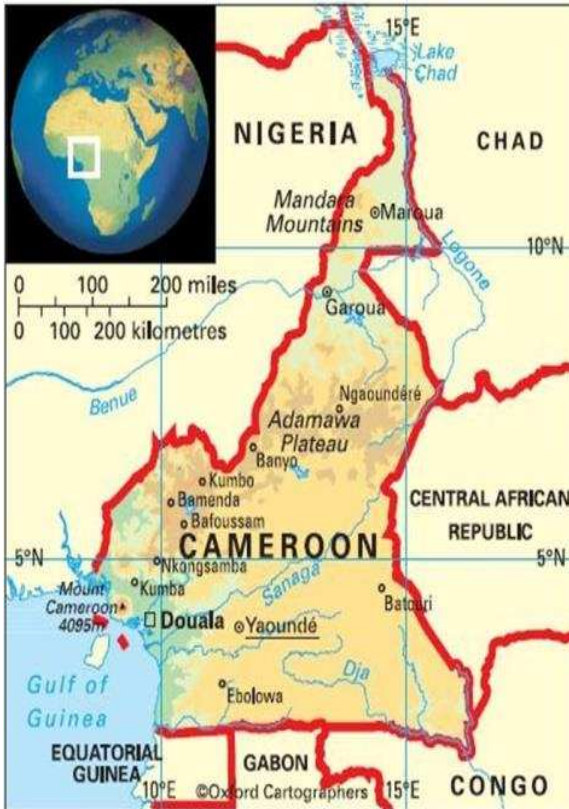 15°E
Lake
Chad
NIGERIA
CHAD
Mandara
Mountains
Maroua
Logone
10°N
0 100 200 miles
0 100 200 kilometres
Garoua
Benue
Ngaoundéré
Adamawa
Plateau
Banyo
Kumbo
Bamenda
Bafoussam
CENTRAL AFRICAN
REPUBLIC
CAMEROON
5°N
5°N
Nkongsamba
Sanaga
Mount
Cameroon
4095m
Kumba
Batouri
Douala
Yaoundé
Dja
Gulf of
Guinea
Ebolowa
EQUATORIAL
GUINEA
GABON
10°E
©Oxford Cartographers
15°E
CONGO